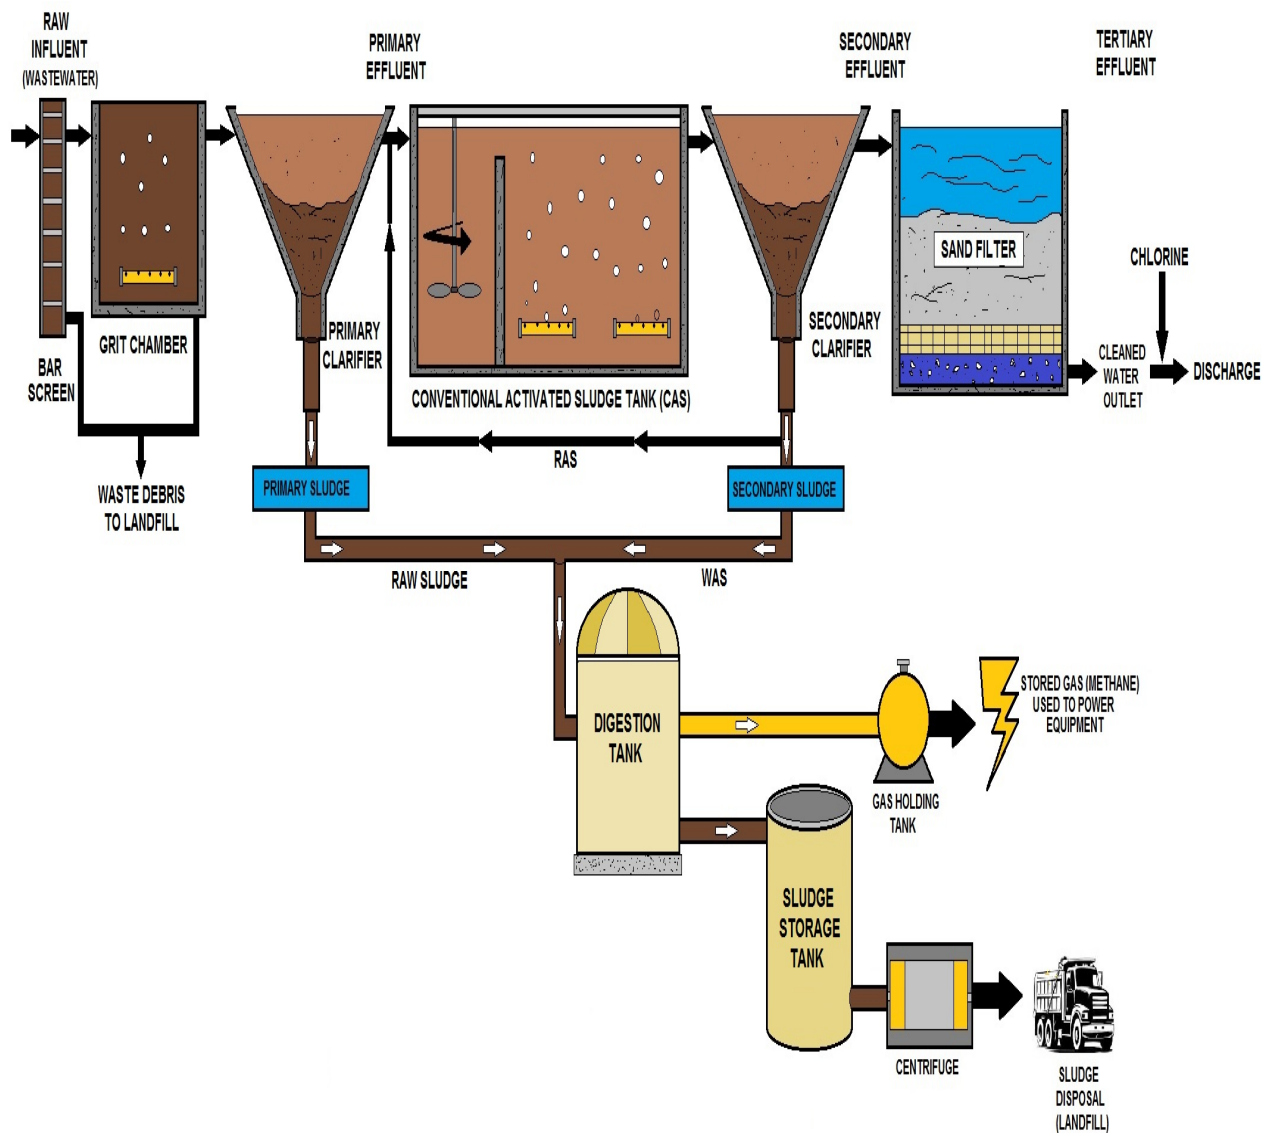 RAW
INFLUENT
(WASTEWATER)
PRIMARY
EFFLUENT
SECONDARY
EFFLUENT
TERTIARY
EFFLUENT
SAND FILTER
CHLORINE
GRIT CHAMBER
PRIMARY
CLARIFIER
SECONDARY
CLARIFIER
BAR
SCREEN
CLEANED
WATER
OUTLET
DISCHARGE
CONVENTIONAL ACTIVATED SLUDGE TANK (CAS)
RAS
WASTE DEBRIS
TO LANDFILL
PRIMARY SLUDGE
SECONDARY SLUDGE
RAW SLUDGE
WAS
DIGESTION
TANK
STORED GAS (METHANE)
USED TO POWER
EQUIPMENT
GAS HOLDING
TANK
SLUDGE
STORAGE
TANK
CENTRIFUGE
SLUDGE
DISPOSAL
(LANDFILL)